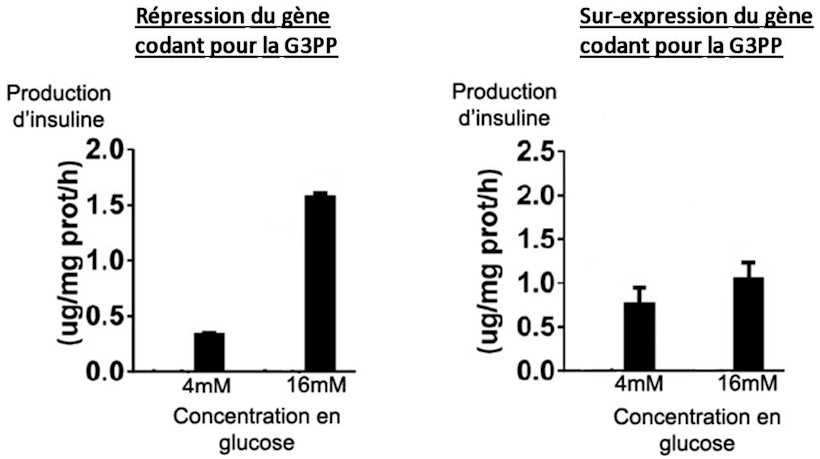 Répression du gène
codant pour la G3PP
Production
d'insuline
(ug/mg prot/h)
2.0
1.5
1.0
0.5
0.0
4mM
16mM
Concentration en
glucose
Sur-expression du gène
codant pour la G3PP
Production
d'insuline
(ug/mg prot/h)
2.5
2.0
1.5
1.0
0.5
0.0
4mM
16mM
Concentration en
glucose